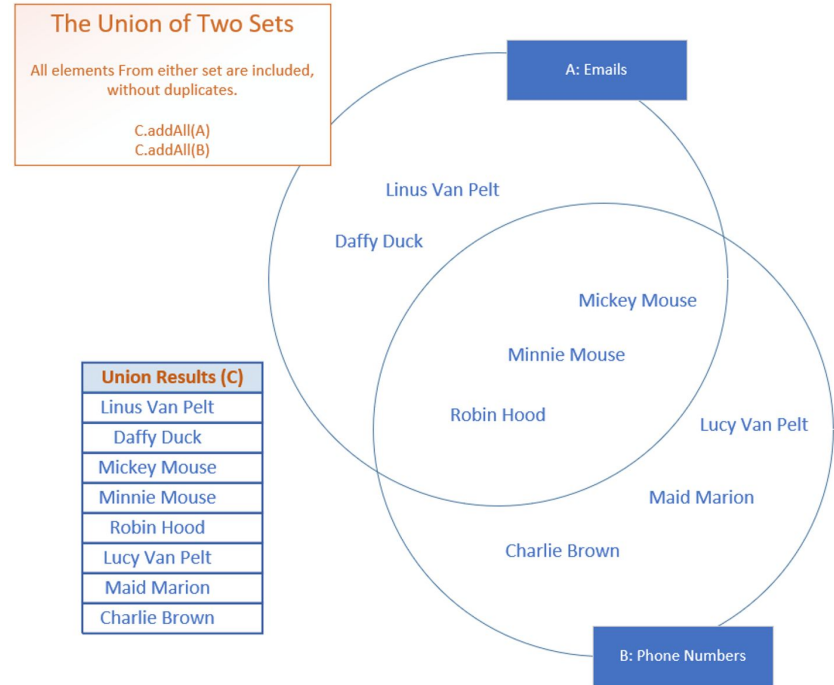 The Union of Two Sets
All elements From either set are included,
without duplicates.
C.addAll(A)
C.addAll(B)
A: Emails
Linus Van Pelt
Daffy Duck
Mickey Mouse
Minnie Mouse
Robin Hood
Lucy Van Pelt
Maid Marion
Charlie Brown
B: Phone Numbers
Union Results (C)
Linus Van Pelt
Daffy Duck
Mickey Mouse
Minnie Mouse
Robin Hood
Lucy Van Pelt
Maid Marion
Charlie Brown